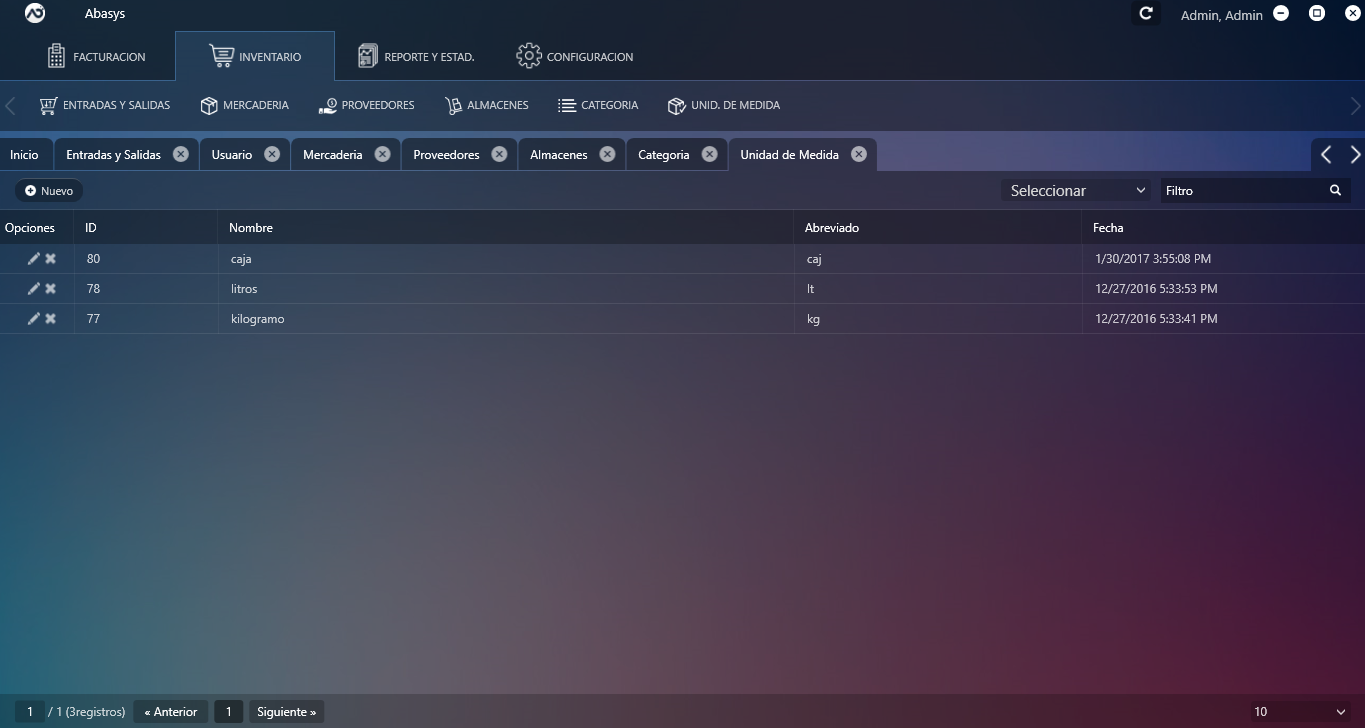 Abasys Admin, Admin
FACTURACION INVENTARIO REPORTE Y ESTAD. CONFIGURACION
ENTRADAS Y SALIDAS MERCADERIA PROVEEDORES ALMACENES CATEGORIA UNID. DE MEDIDA
Inicio Entradas y Salidas Usuario Mercaderia Proveedores Almacenes Categoria Unidad de Medida
Nuevo Seleccionar Filtro
Opciones ID Nombre Abreviado Fecha
80 caja caj 1/30/2017 3:55:08 PM
78 litros lt 12/27/2016 5:33:53 PM
77 kilogramo kg 12/27/2016 5:33:41 PM
1 / 1 (3registros) « Anterior 1 Siguiente » 10